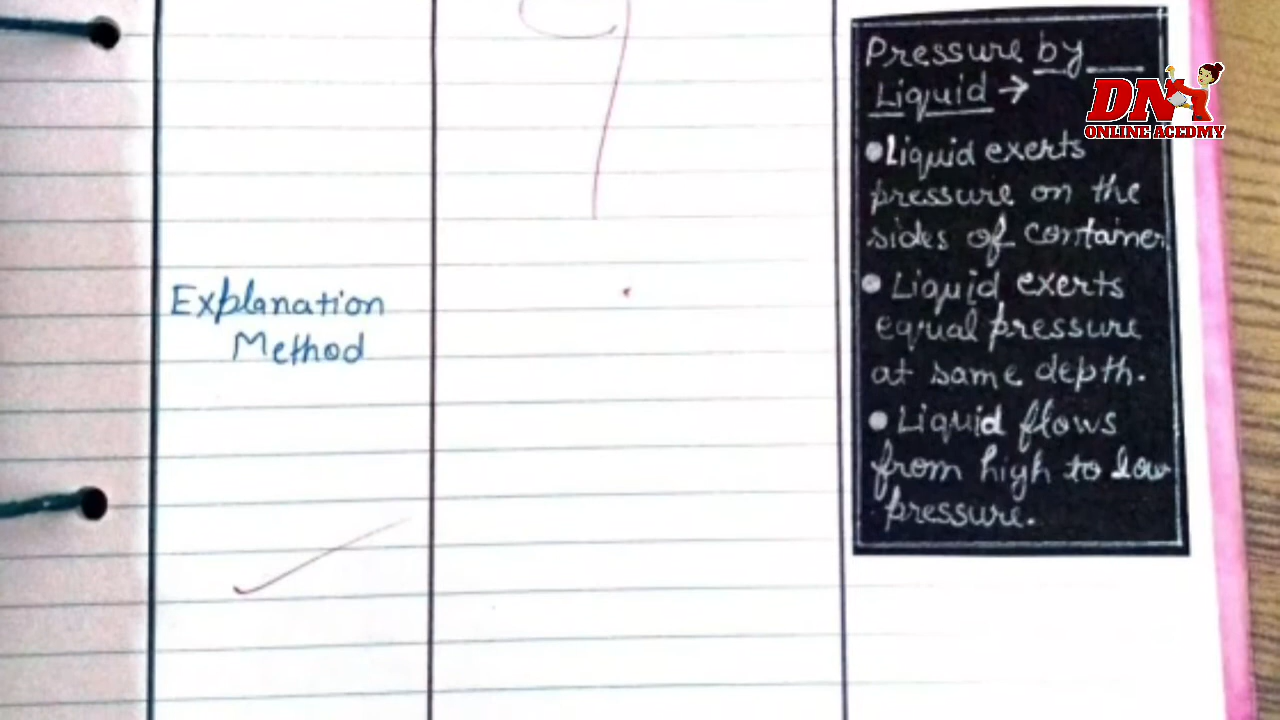 Explanation
Method
Pressure by
Liquid →
•Liquid exerts
pressure on the
sides of container
• Liquid exerts
equal pressure
at same depth.
• Liquid flows
from high to low
pressure.
DNY
ONLINE ACEDMY